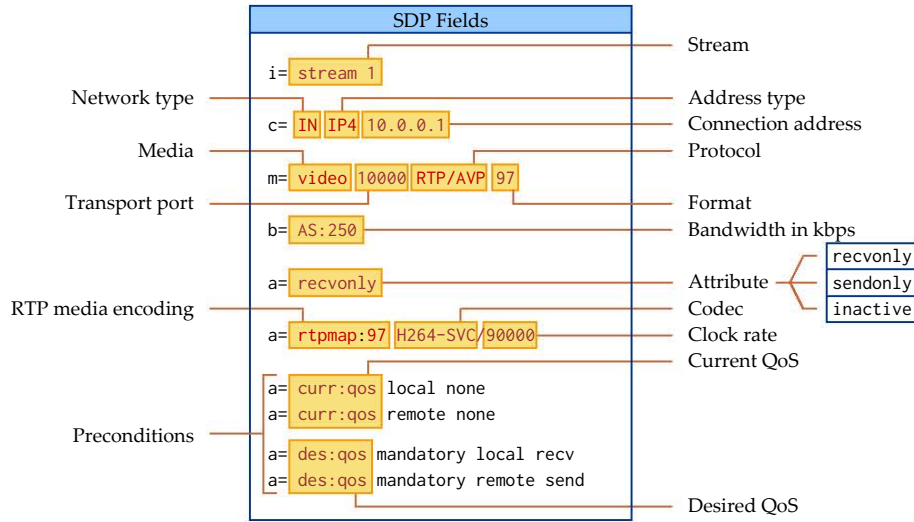 SDP Fields
Stream
i= stream 1
Network type
Address type
c= IN IP4 10.0.0.1
Connection address
Media
Protocol
m= video 10000 RTP/AVP 97
Transport port
Format
b= AS:250
Bandwidth in kbps
recvonly
a= recvonly
Attribute
sendonly
RTP media encoding
Codec
inactive
a= rtpmap:97 H264-SVC/90000
Clock rate
Current QoS
a= curr:qos local none
a= curr:qos remote none
Preconditions
a= des:qos mandatory local recv
a= des:qos mandatory remote send
Desired QoS